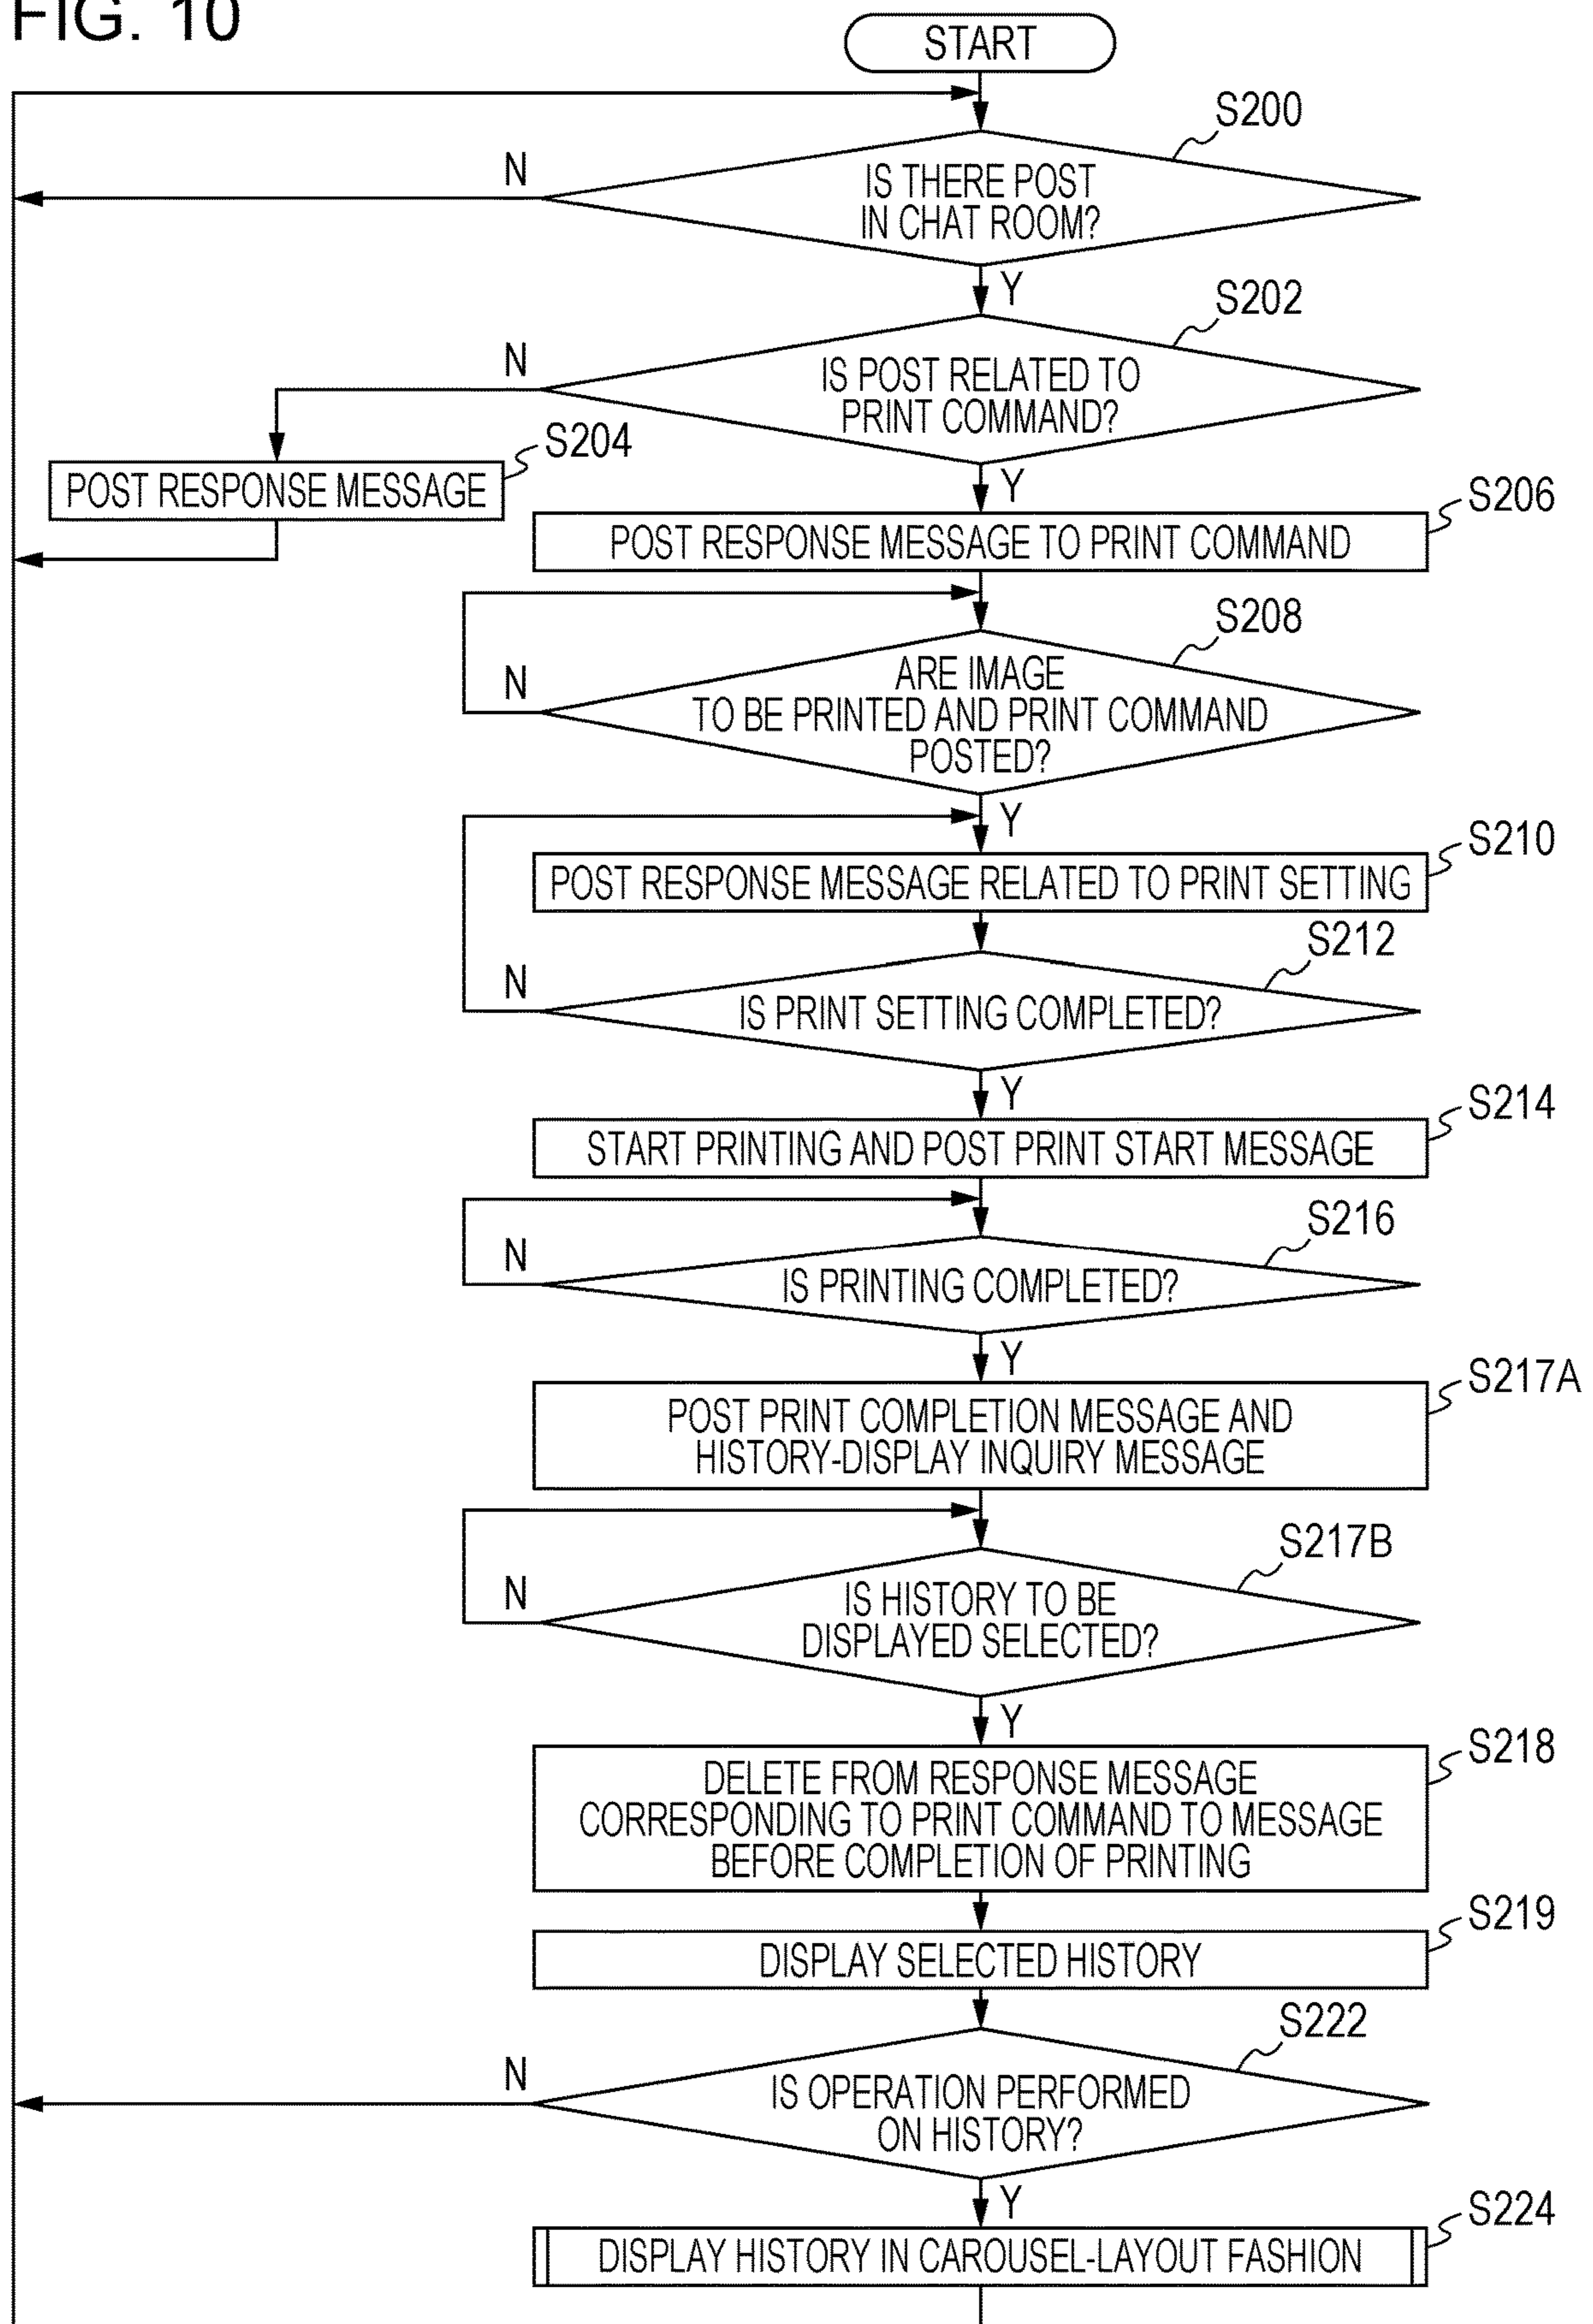 FIG. 10
START
S200
N
IS THERE POST
IN CHAT ROOM?
Y
S202
N
IS POST RELATED TO
PRINT COMMAND?
S204
POST RESPONSE MESSAGE
Y
S206
POST RESPONSE MESSAGE TO PRINT COMMAND
S208
N
ARE IMAGE
TO BE PRINTED AND PRINT COMMAND
POSTED?
Y
S210
POST RESPONSE MESSAGE RELATED TO PRINT SETTING
S212
N
IS PRINT SETTING COMPLETED?
Y
S214
START PRINTING AND POST PRINT START MESSAGE
S216
N
IS PRINTING COMPLETED?
Y
S217A
POST PRINT COMPLETION MESSAGE AND
HISTORY-DISPLAY INQUIRY MESSAGE
S217B
N
IS HISTORY TO BE
DISPLAYED SELECTED?
Y
S218
DELETE FROM RESPONSE MESSAGE
CORRESPONDING TO PRINT COMMAND TO MESSAGE
BEFORE COMPLETION OF PRINTING
S219
DISPLAY SELECTED HISTORY
S222
N
IS OPERATION PERFORMED
ON HISTORY?
Y
S224
DISPLAY HISTORY IN CAROUSEL-LAYOUT FASHION